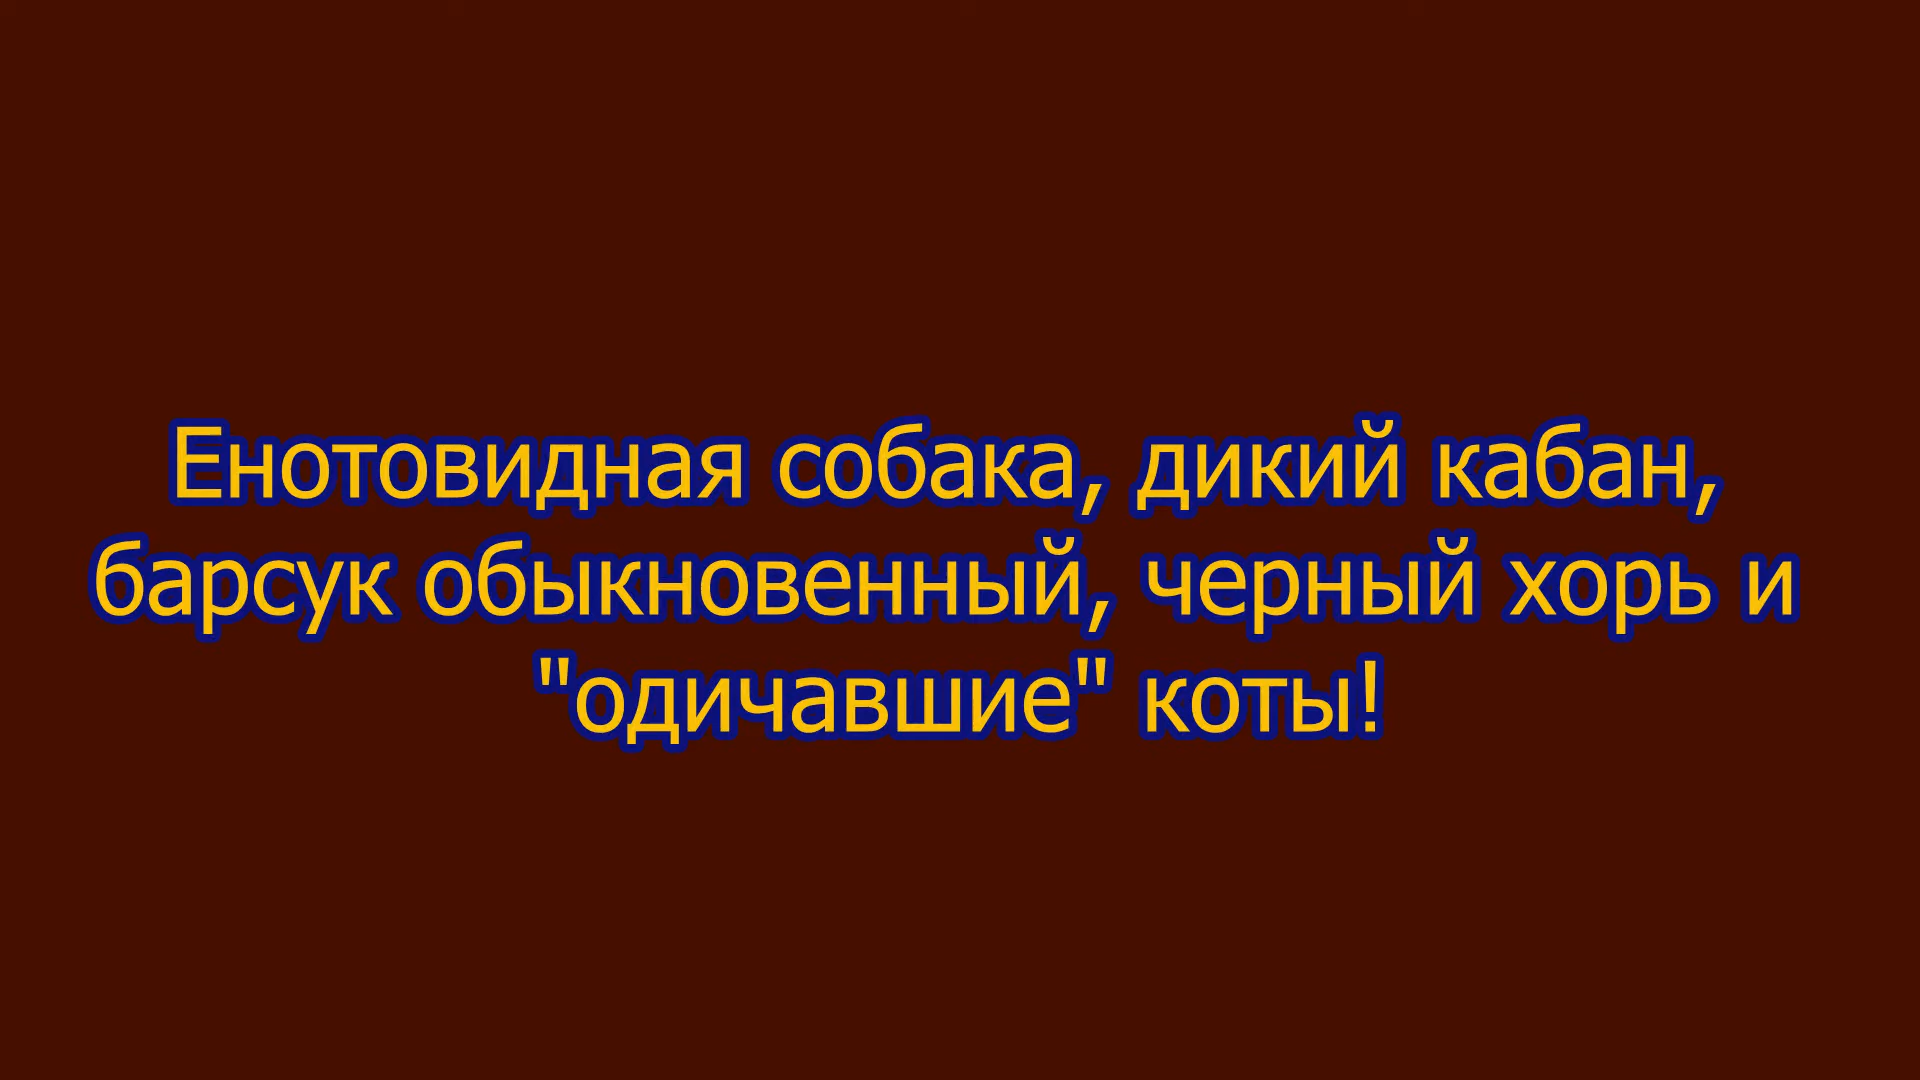 Енотовидная собака, дикий кабан,
барсук обыкновенный, черный хорь и
"одичавшие" коты!